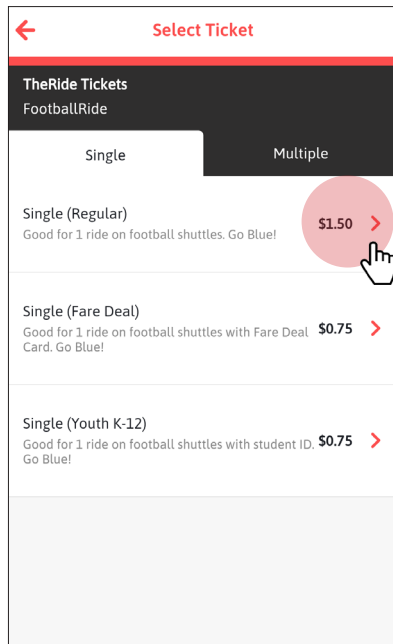 Select Ticket
TheRide Tickets
FootballRide
Single
Multiple
Single (Regular)
Good for 1 ride on football shuttles. Go Blue!
$1.50
Single (Fare Deal)
Good for 1 ride on football shuttles with Fare Deal
Card. Go Blue!
$0.75
Single (Youth K-12)
Good for 1 ride on football shuttles with student ID.
Go Blue!
$0.75